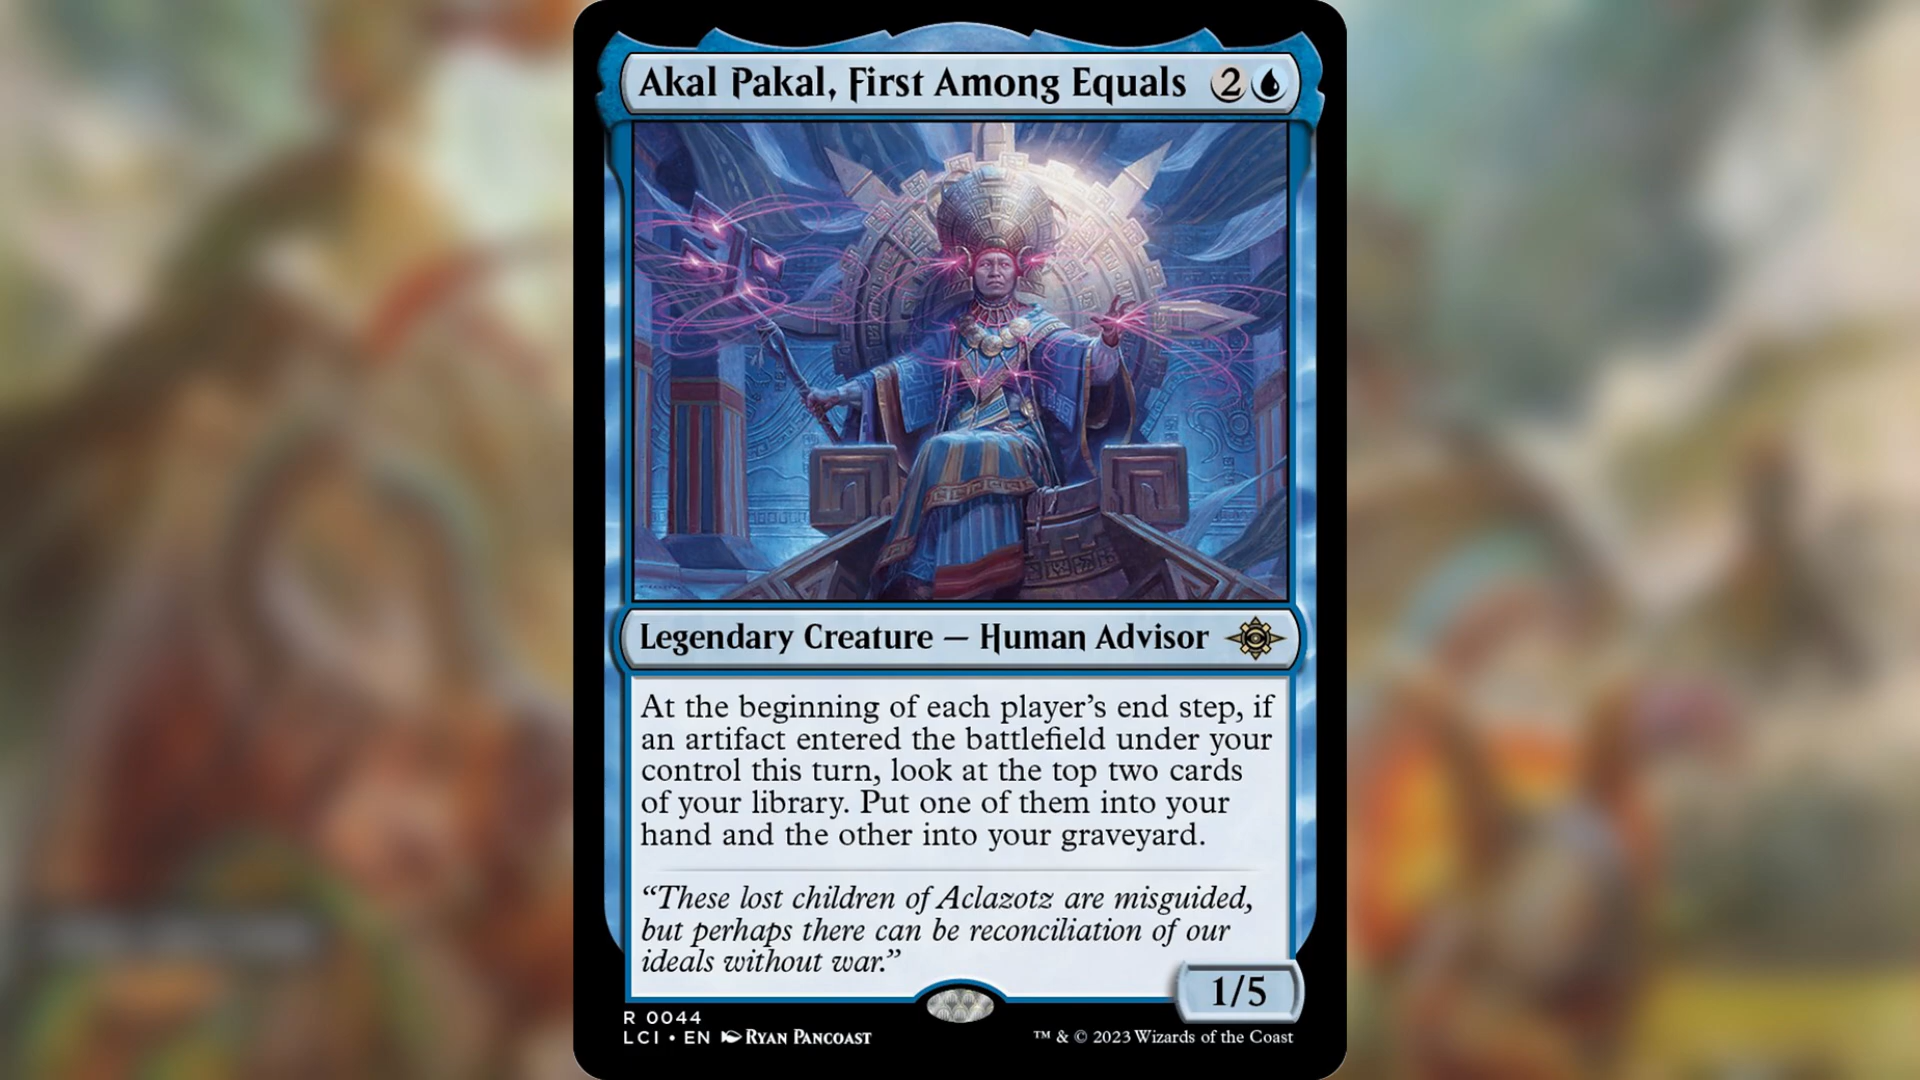 Akal Pakal, First Among Equals 2
Legendary Creature — Human Advisor
At the beginning of each player's end step, if
an artifact entered the battlefield under your
control this turn, look at the top two cards
of your library. Put one of them into your
hand and the other into your graveyard.
“These lost children of Aclazotz are misguided,
but perhaps there can be reconciliation of our
ideals without war.”
1/5
R 0044
LCI • EN Ryan Pancoast
™ & © 2023 Wizards of the Coast